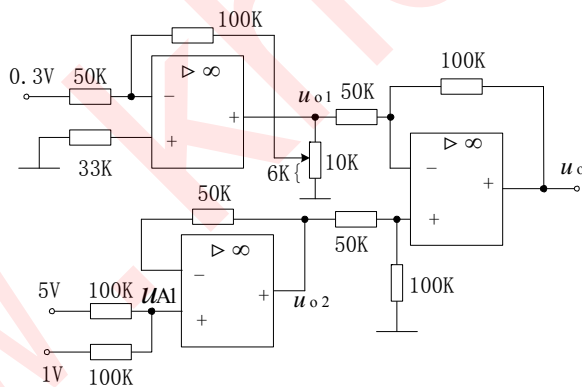 100K
0.3V 50K
▷ ∞
100K
−
+
+
33K
u o1 50K
10K
6K{
▷ ∞
−
+
+
u o
50K
▷ ∞
50K
−
+
+
u o2
100K
5V 100K uA1
1V
100K